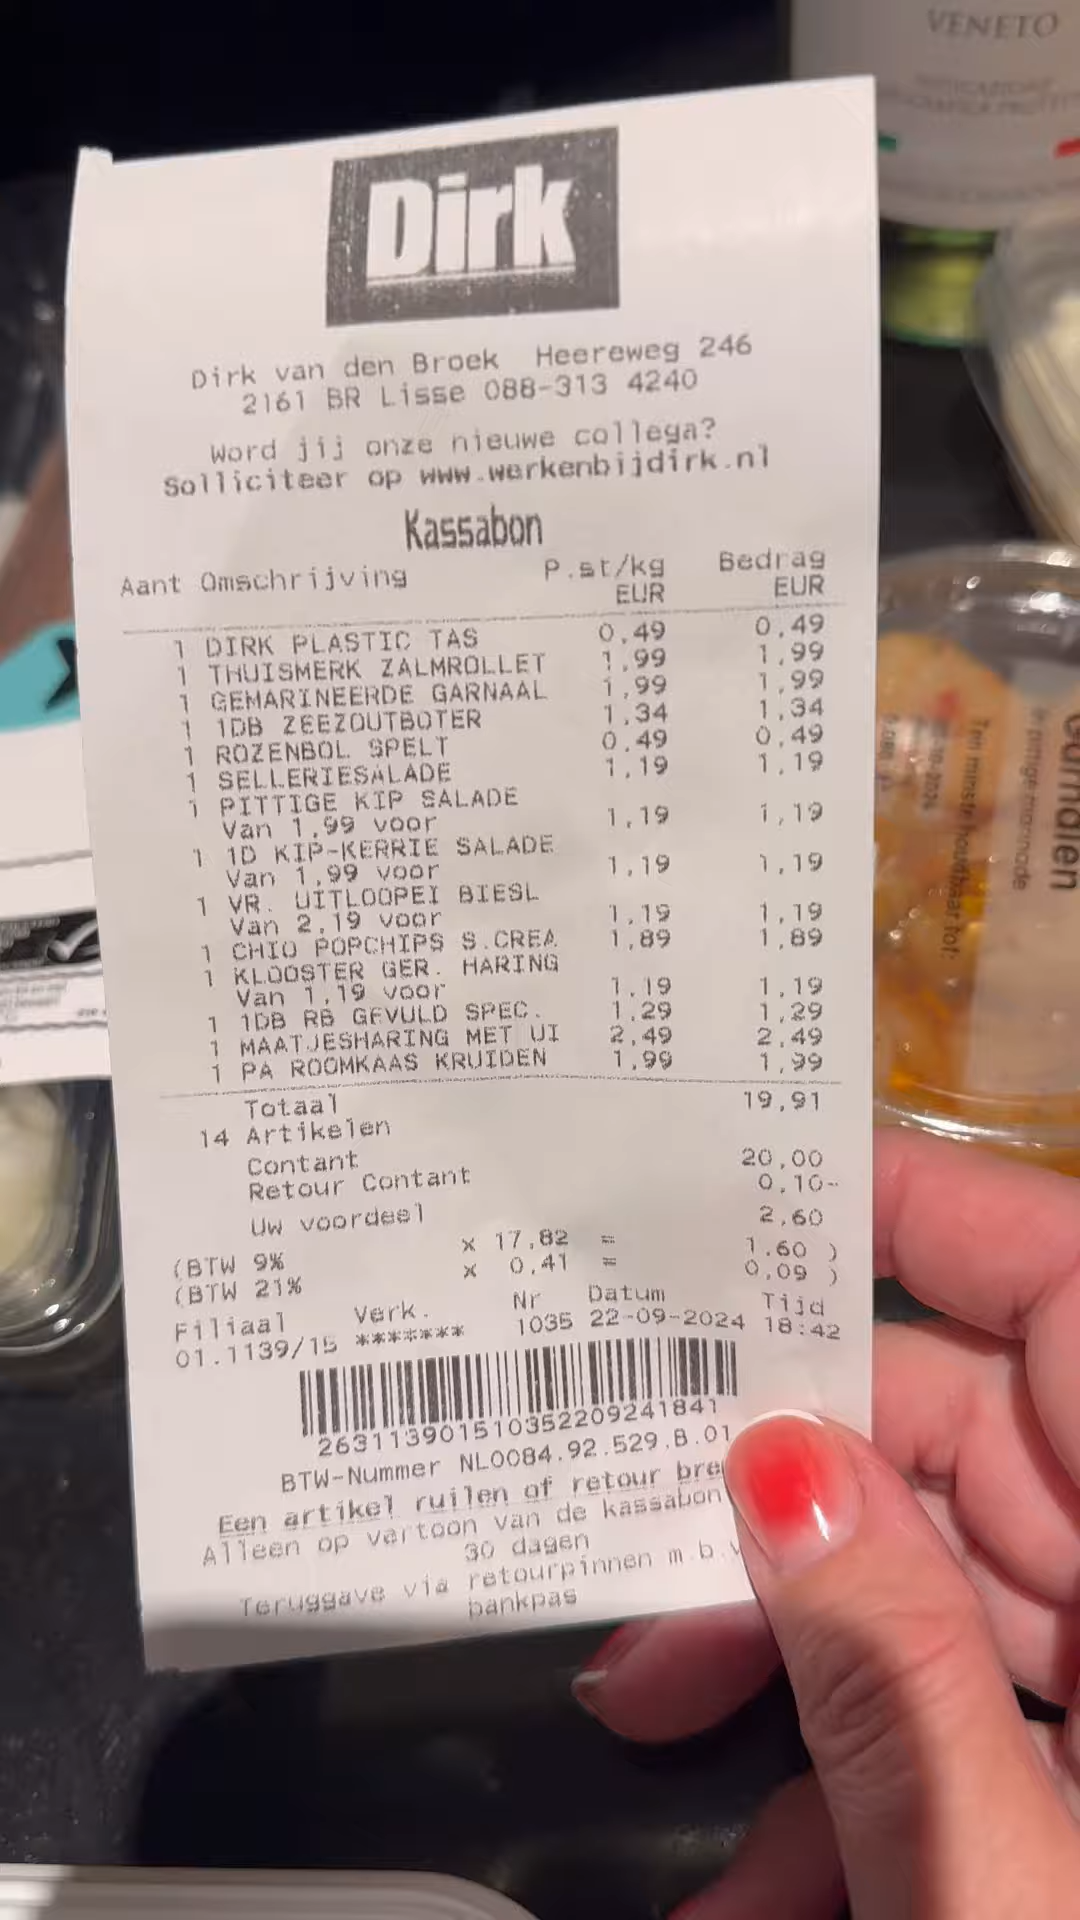 VENETO
Dirk
Dirk van den Broek Heereweg 246
2161 BR Lisse 088-313 4240
Word jij onze nieuwe collega?
Solliciteer op www.werkenbijdirk.nl
Kassabon
Aant Omschrijving P.st/kg Bedrag
EUR EUR
1 DIRK PLASTIC TAS 0,49 0,49
1 THUISMERK ZALMROLLET 1,99 1,99
1 GEMARINEERDE GARNAAL 1,99 1,99
1 1DB ZEEZOUTBOTER 1,34 1,34
1 ROZENBOL SPELT 0,49 0,49
1 SELLERIESALADE 1,19 1,19
1 PITTIGE KIP SALADE
Van 1,99 voor 1,19 1,19
1 1D KIP-KERRIE SALADE
Van 1,99 voor 1,19 1,19
1 VR. UITLOOPEI BIESL
Van 2,19 voor 1,19 1,19
1 CHIO POPCHIPS S.CREA 1,89 1,89
1 KLOOSTER GER. HARING
Van 1,19 voor 1,19 1,19
1 1DB RB GEVULD SPEC. 1,29 1,29
1 MAATJESHARING MET UI 2,49 2,49
1 PA ROOMKAAS KRUIDEN 1,99 1,99
Totaal 19,91
14 Artikelen
Contant 20,00
Retour Contant 0,10-
Uw voordeel 2,60
(BTW 9% x 17,82 = 1,60 )
(BTW 21% x 0,41 = 0,09 )
Filiaal Verk. Nr Datum Tijd
01.1139/15 ******* 1035 22-09-2024 18:42
263113901510352209241841
BTW-Nummer NL0084.92.529.B.01
Een artikel ruilen of retour bre
Alleen op vertoon van de kassabon
30 dagen
Teruggave via retourpinnen m.b.v
bankpas
Ten minste houdbaar tot: